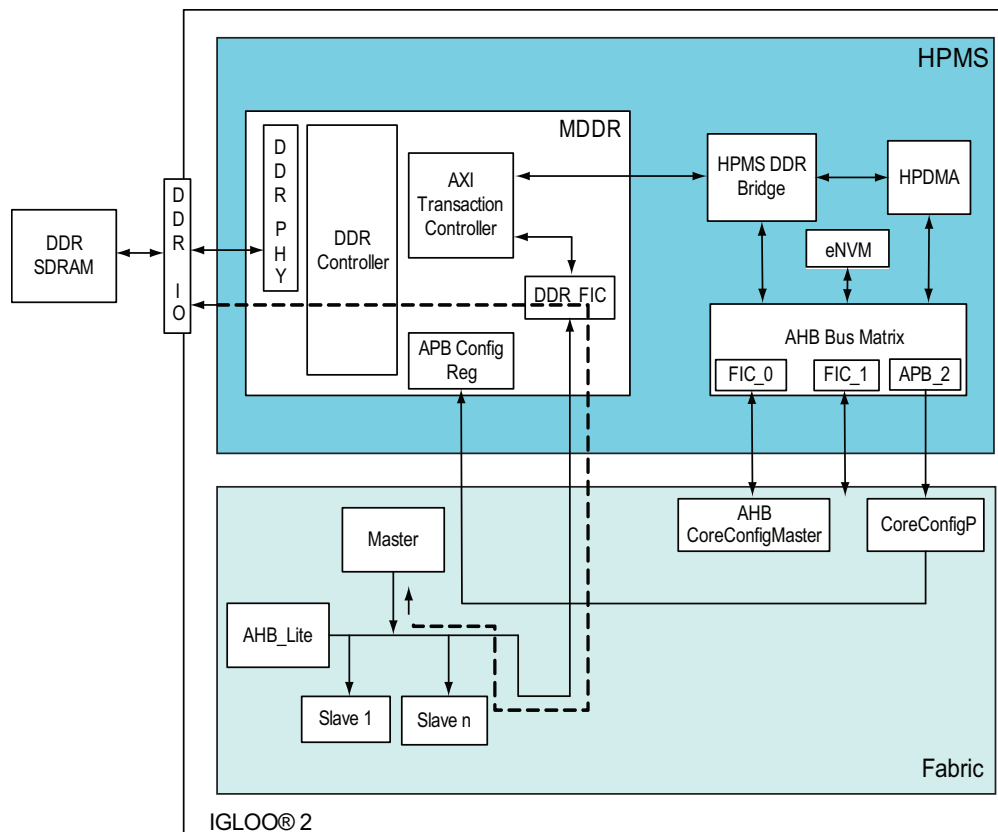 HPMS
MDDR
D
D
R
P
H
Y
DDR
Controller
AXI
Transaction
Controller
HPMS DDR
Bridge
HPDMA
D
D
R
IO
DDR
SDRAM
eNVM
DDR_FIC
APB Config
Reg
AHB Bus Matrix
FIC_0
FIC_1
APB_2
Master
AHB
CoreConfigMaster
CoreConfigP
AHB_Lite
Slave 1
Slave n
Fabric
IGLOO® 2